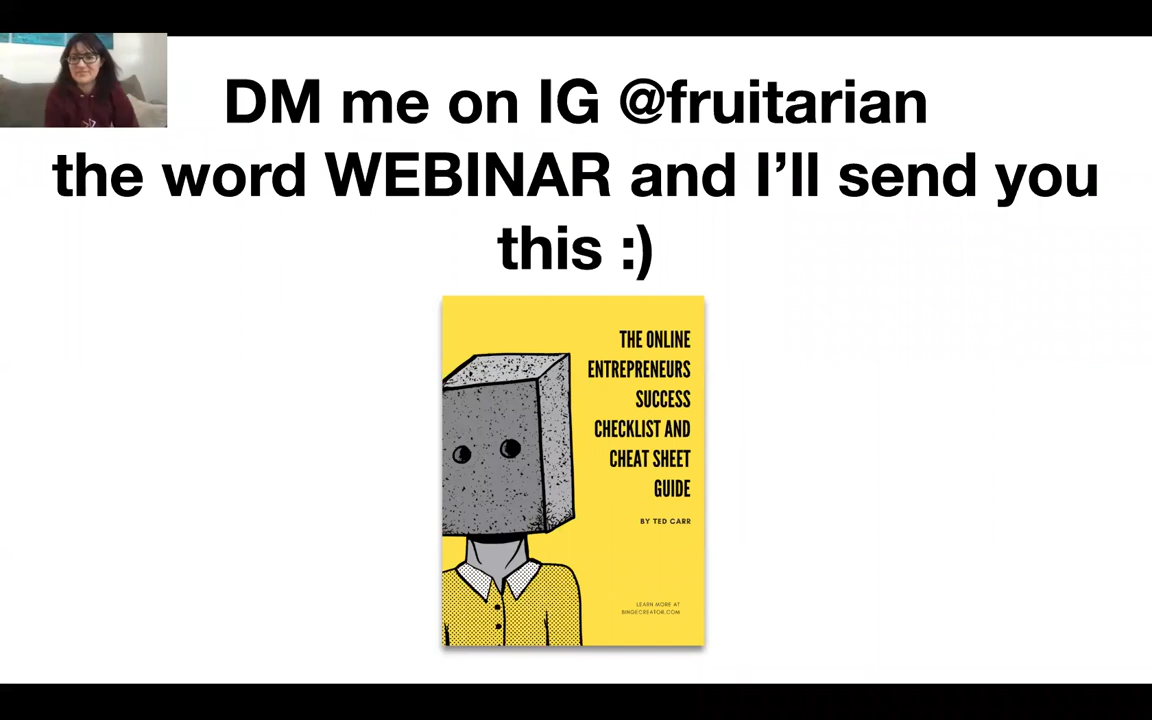 DM me on IG @fruitarian
the word WEBINAR and I’ll send you
this :)
THE ONLINE
ENTREPRENEURS
SUCCESS
CHECKLIST AND
CHEAT SHEET
GUIDE
BY TED CARR
LEARN MORE AT
BINGECREATOR.COM